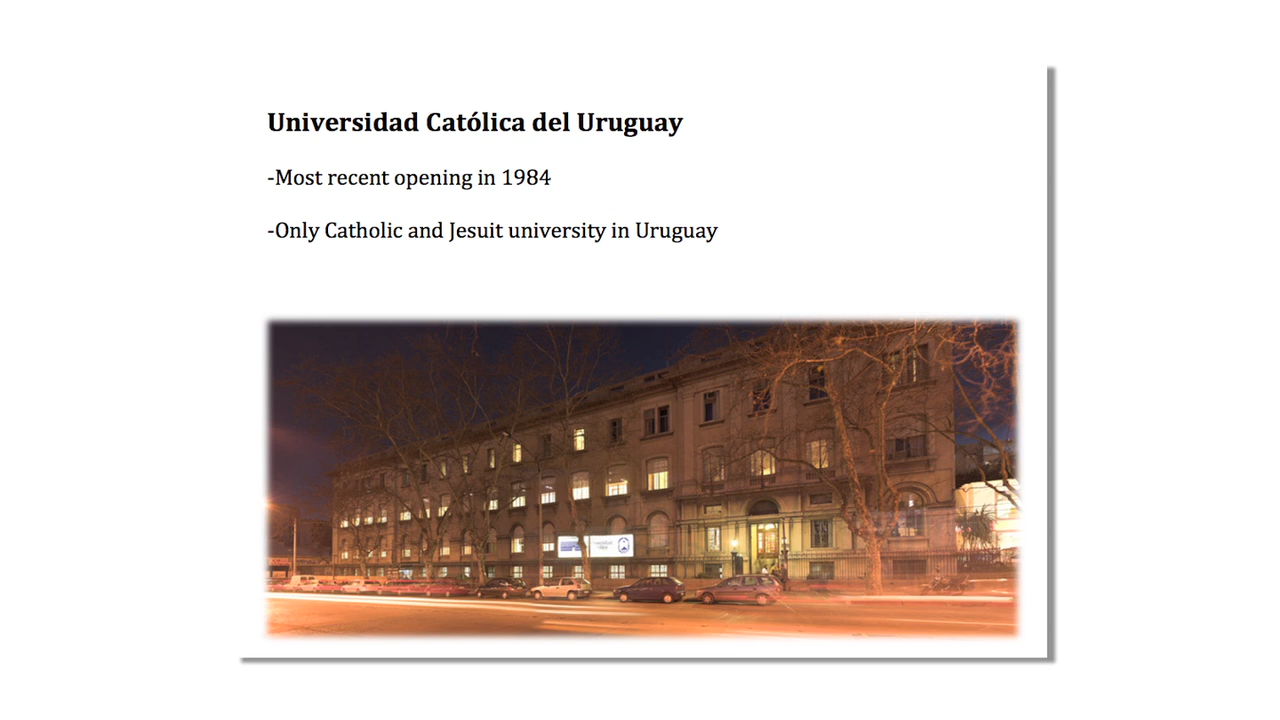 Universidad Católica del Uruguay
-Most recent opening in 1984
-Only Catholic and Jesuit university in Uruguay